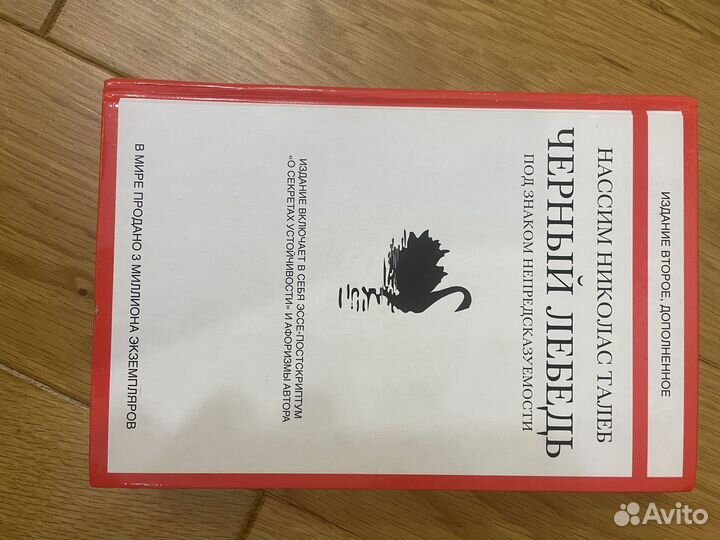 ИЗДАНИЕ ВТОРОЕ, ДОПОЛНЕННОЕ
НАССИМ НИКОЛАС ТАЛЕБ
ЧЕРНЫЙ ЛЕБЕДЬ
ПОД ЗНАКОМ НЕПРЕДСКАЗУЕМОСТИ
ИЗДАНИЕ ВКЛЮЧАЕТ В СЕБЯ ЭССЕ-ПОСТСКРИПТУМ
«О СЕКРЕТАХ УСТОЙЧИВОСТИ» И АФОРИЗМЫ АВТОРА
В МИРЕ ПРОДАНО 3 МИЛЛИОНА ЭКЗЕМПЛЯРОВ
Avito